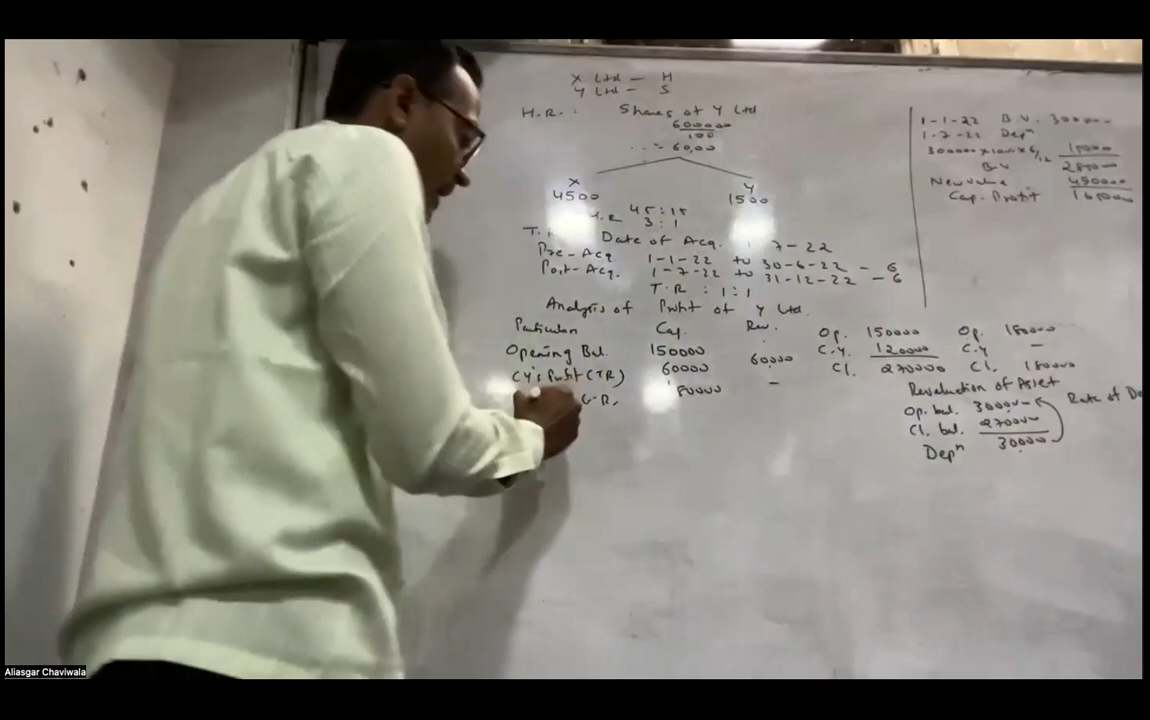 X Ltd — H
Y Ltd — S
H.R. : Shares of Y Ltd
600000
100
= 60,00
X Y
4500 1500
H.R 45 : 15
3 : 1
Date of Acq. 7-22
Pre-Acq 1-1-22 to 30-6-22 — 6
Post-Acq. 1-7-22 to 31-12-22 — 6
T.R : 1 : 1
Analysis of Profit of Y Ltd.
Particulars Cap. Rev.
Opening Bal. 150000
CY's Profit (TR) 60000 60000
G.R. 180000 —
1-1-22 B.V. 300000
1-7-22 Depn
15000
B.V 285000
New value 450000
Cap. Profit 165000
Op. 150000
C.Y. 120000
Cl. 270000
Op. 180000
C.Y —
Cl. 180000
Revaluation of Asset
Op. bal. 300000
Cl. bal. 270000
Depn 30000
Rate of De
Aliasgar Chaviwala